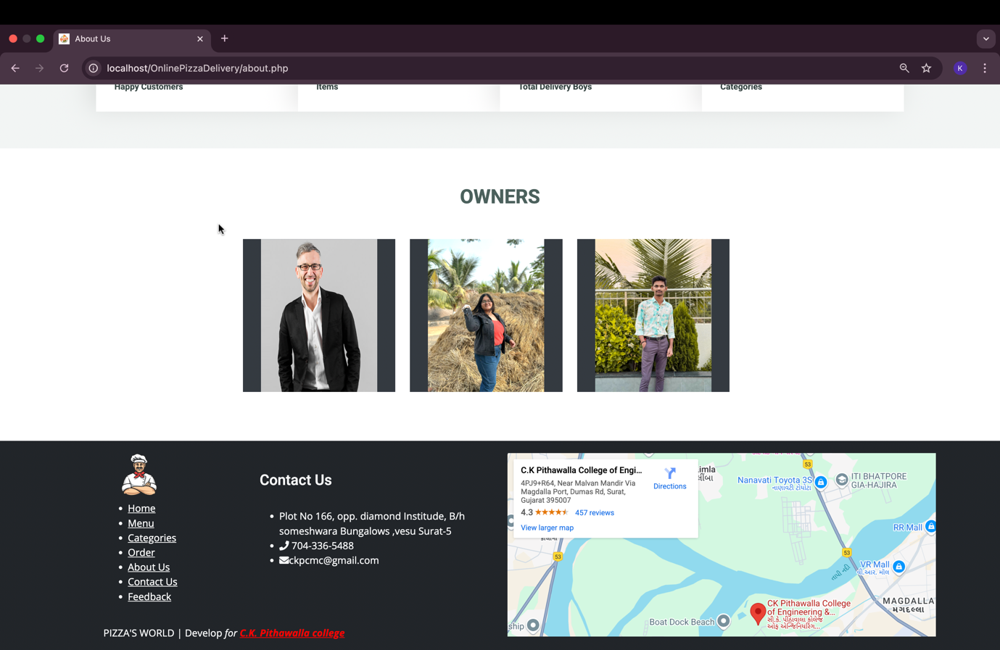 About Us
localhost/OnlinePizzaDelivery/about.php
K
Happy Customers
Items
Total Delivery Boys
Categories
OWNERS
Home
Menu
Categories
Order
About Us
Contact Us
Feedback
PIZZA'S WORLD | Develop for C.K. Pithawalla college
Contact Us
Plot No 166, opp. diamond Institude, B/h
someshwara Bungalows ,vesu Surat-5
704-336-5488
ckpcmc@gmail.com
C.K Pithawalla College of Engi...
4PJ9+R64, Near Malvan Mandir Via
Magdalla Port, Dumas Rd, Surat,
Gujarat 395007
4.3
457 reviews
View larger map
Directions
53
Nanavati Toyota 3S
નાણાવટી ટોયોટા
ITI BHATPORE
GIA-HAJIRA
RR Mall
53
53
VR Mall
વી.આર. મોલ
તાપી નદી
MAGDALLA
મગદલ્લા
CK Pithawalla College
of Engineering &...
સી.કે. પીઠાવાલા કોલેજ
ઓફ એન્જિનિયરિંગ...
Boat Dock Beach
ship